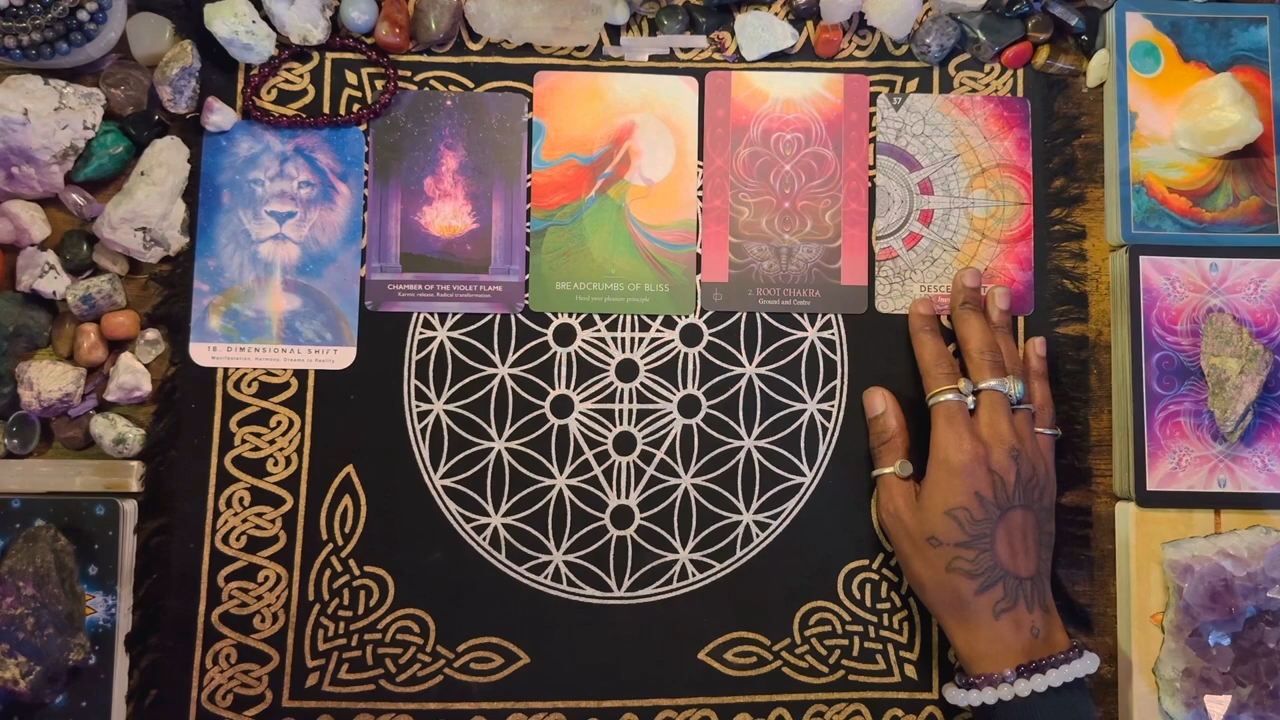 18. DIMENSIONAL SHIFT
Manifestation, Harmony, Dreams to Reality
CHAMBER OF THE VIOLET FLAME
Karmic release. Radical transformation.
BREADCRUMBS OF BLISS
Heed your pleasure principle
2. ROOT CHAKRA
Ground and Centre
37